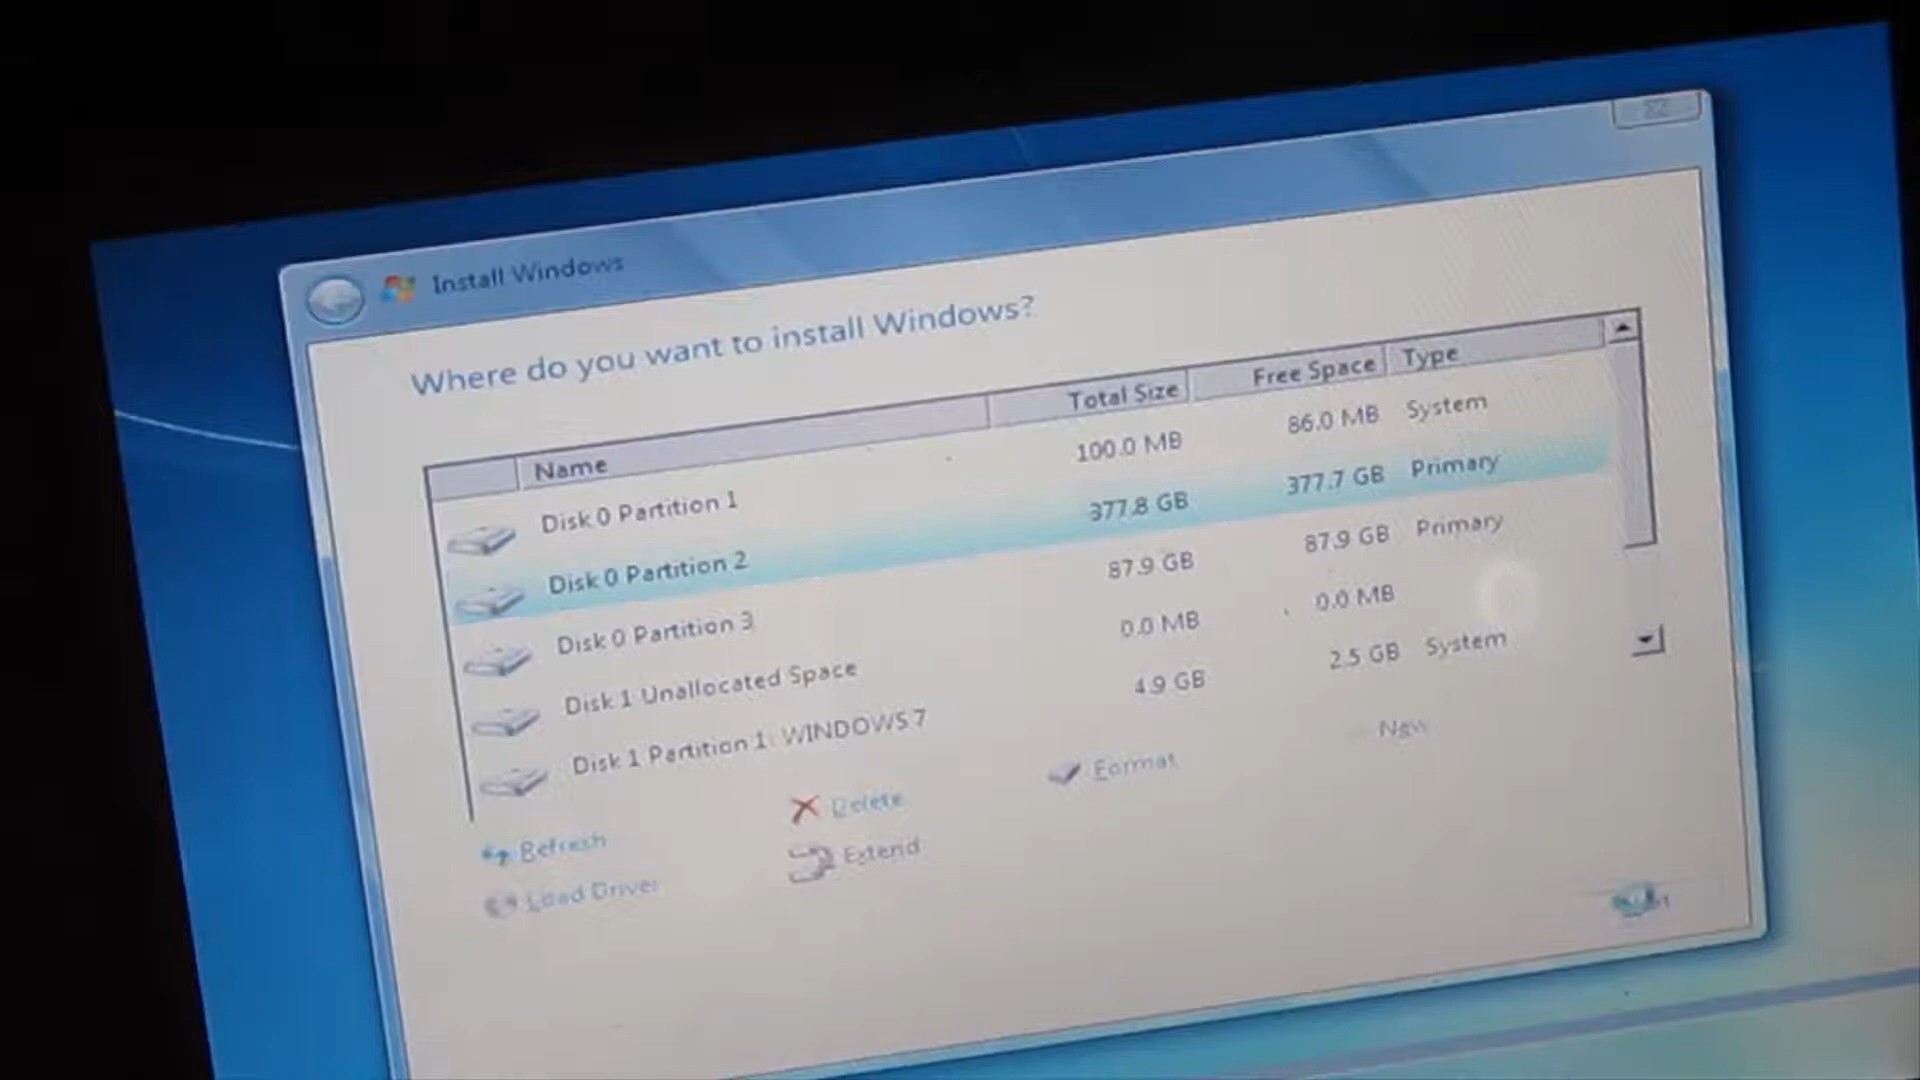 Install Windows
Where do you want to install Windows?
Name Total Size Free Space Type
Disk 0 Partition 1 100.0 MB 86.0 MB System
Disk 0 Partition 2 377.8 GB 377.7 GB Primary
Disk 0 Partition 3 87.9 GB 87.9 GB Primary
Disk 1 Unallocated Space 0.0 MB 0.0 MB
Disk 1 Partition 1: WINDOWS 7 4.9 GB 2.5 GB System
Refresh Delete Format New
Load Driver Extend